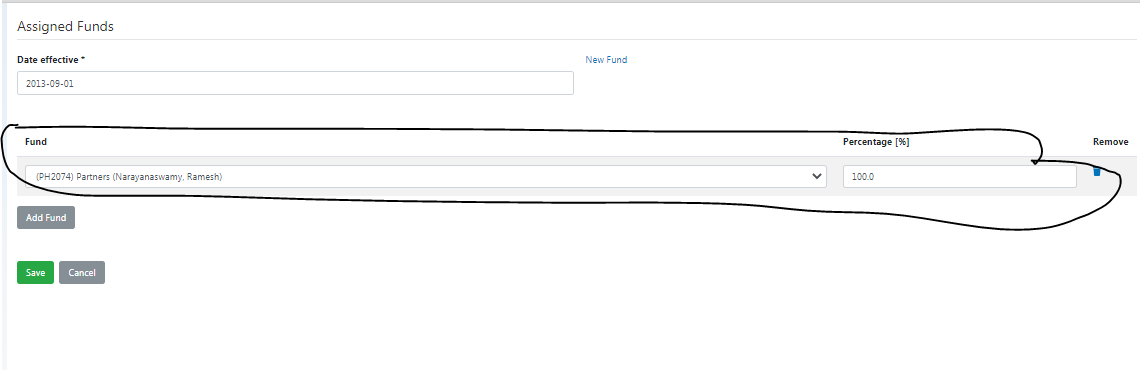 Assigned Funds
Date effective *
New Fund
2013-09-01
Fund Percentage [%] Remove
(PH2074) Partners (Narayanaswamy, Ramesh) 100.0
Add Fund
Save Cancel